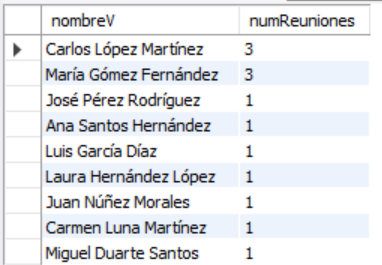 nombreV numReuniones
Carlos López Martínez 3
María Gómez Fernández 3
José Pérez Rodríguez 1
Ana Santos Hernández 1
Luis García Díaz 1
Laura Hernández López 1
Juan Núñez Morales 1
Carmen Luna Martínez 1
Miguel Duarte Santos 1